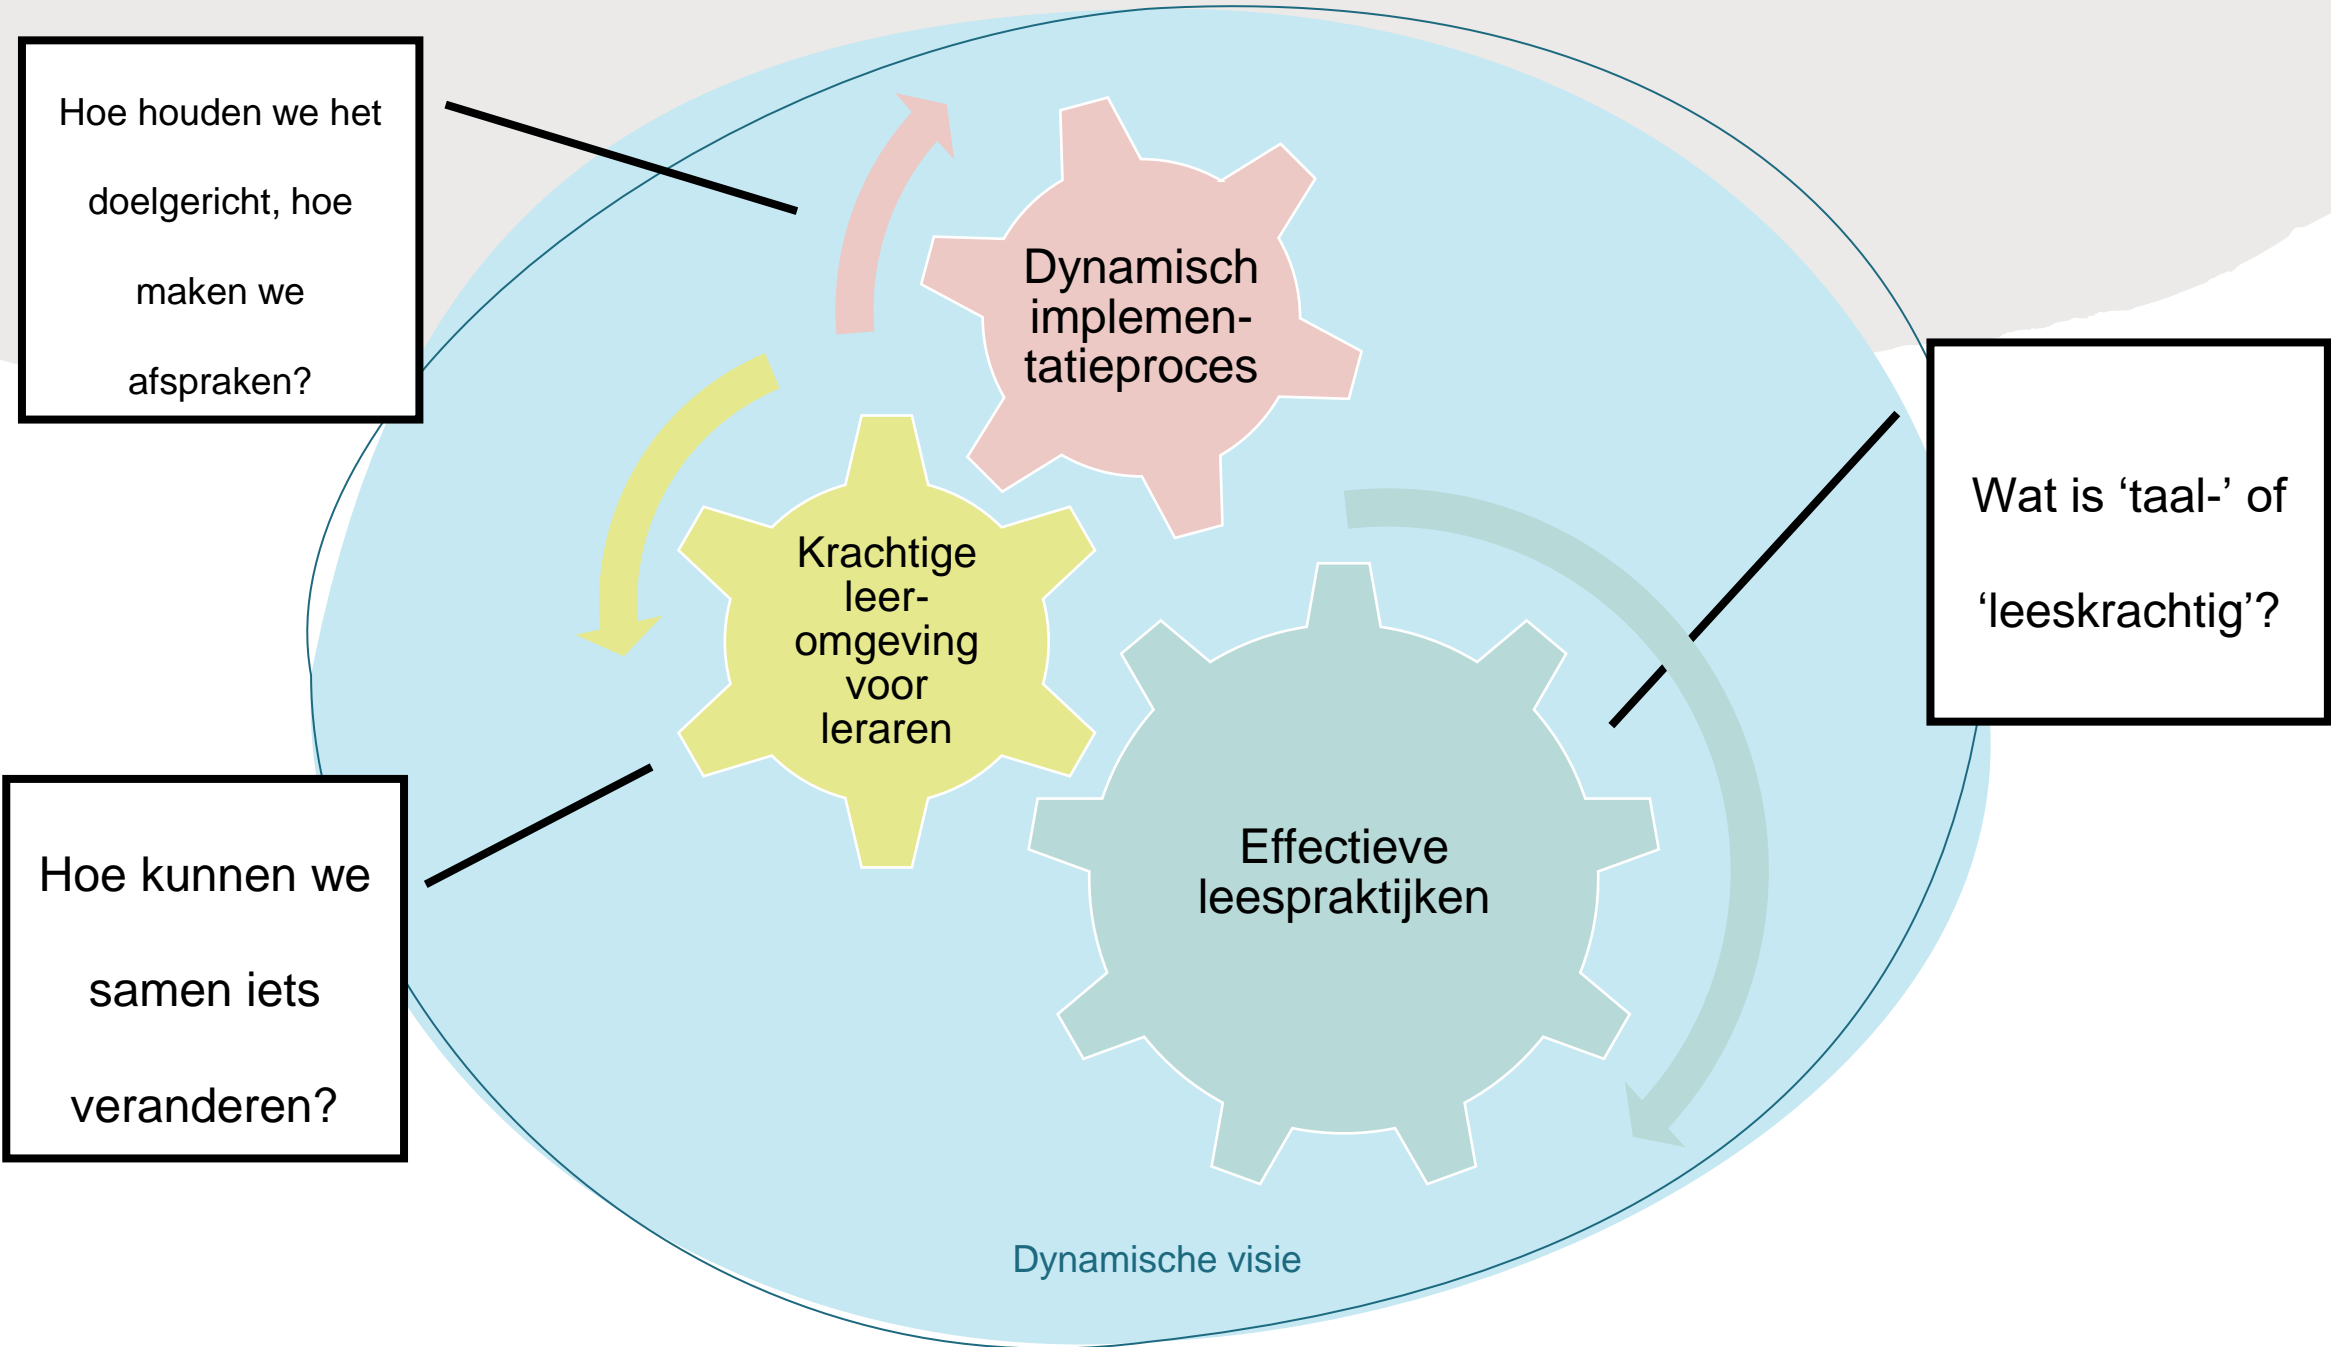 Hoe houden we het
doelgericht, hoe
maken we
afspraken?
Dynamisch
implemen-
tatieproces
Wat is ‘taal-’ of
‘leeskrachtig’?
Krachtige
leer-
omgeving
voor
leraren
Hoe kunnen we
samen iets
veranderen?
Effectieve
leespraktijken
Dynamische visie